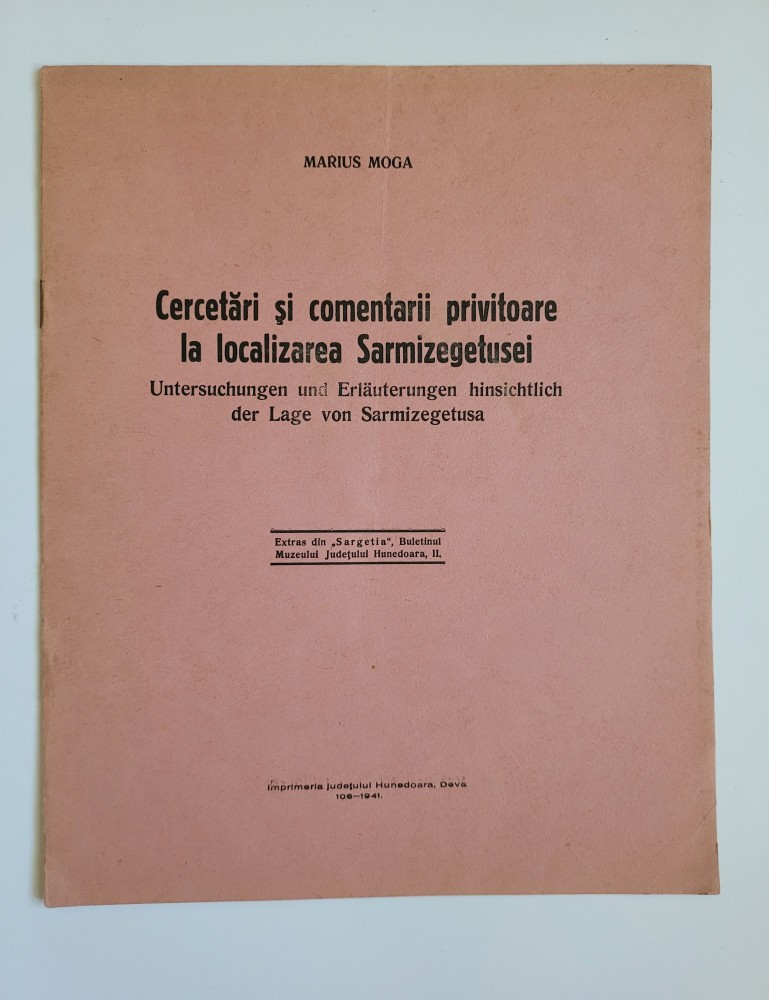 MARIUS MOGA
Cercetări şi comentarii privitoare
la localizarea Sarmizegetusei
Untersuchungen und Erläuterungen hinsichtlich
der Lage von Sarmizegetusa
Extras din „Sargetia“, Buletinul
Muzeului Judeţului Hunedoara, II.
Imprimeria Judeţului Hunedoara, Deva
106—1941.